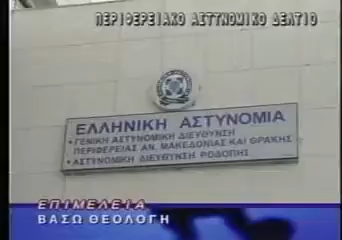 ΠΕΡΙΦΕΡΕΙΑΚΟ ΑΣΤΥΝΟΜΙΚΟ ΔΕΛΤΙΟ
ΕΛΛΗΝΙΚΗ ΑΣΤΥΝΟΜΙΑ
• ΓΕΝΙΚΗ ΑΣΤΥΝΟΜΙΚΗ ΔΙΕΥΘΥΝΣΗ
ΠΕΡΙΦΕΡΕΙΑΣ ΑΝ. ΜΑΚΕΔΟΝΙΑΣ ΚΑΙ ΘΡΑΚΗΣ
• ΑΣΤΥΝΟΜΙΚΗ ΔΙΕΥΘΥΝΣΗ ΡΟΔΟΠΗΣ
ΕΠΙΜΕΛΕΙΑ
ΒΑΣΩ ΘΕΟΛΟΓΗ